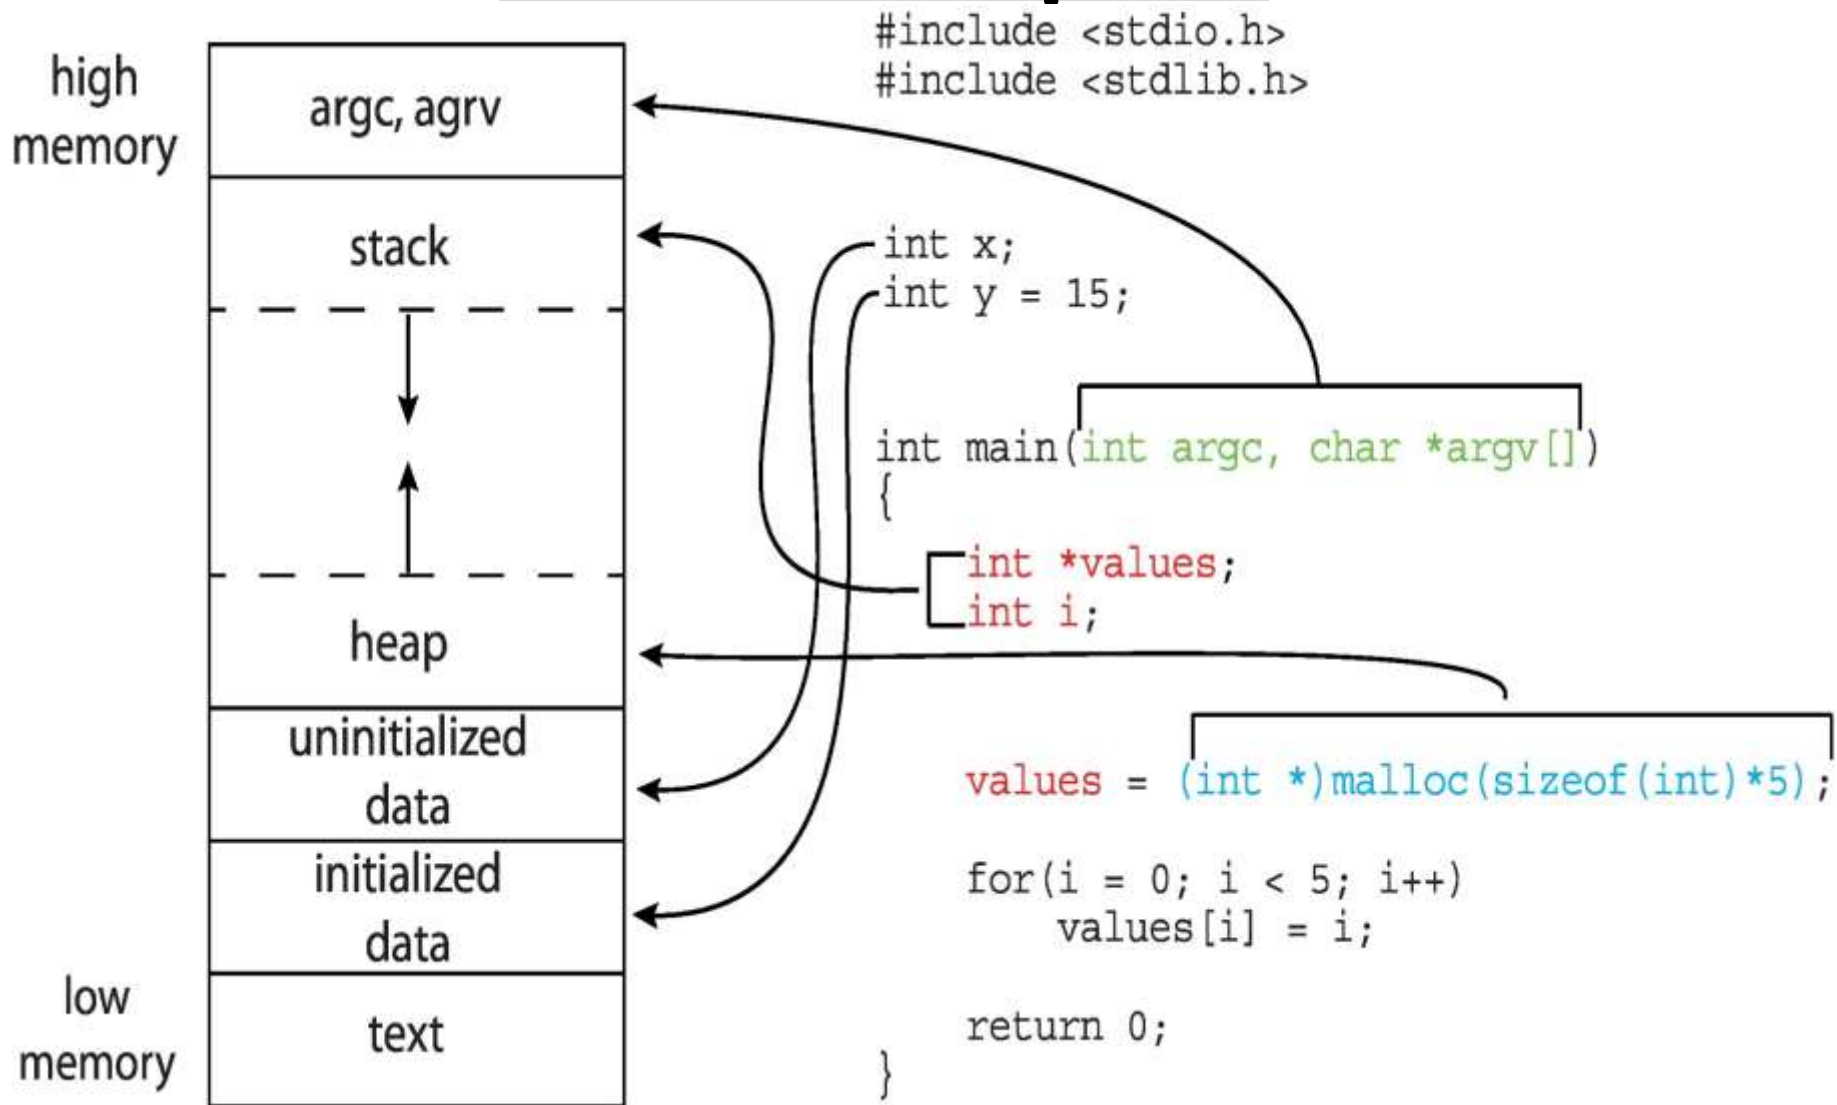 high
memory
argc, agrv
stack
heap
uninitialized
data
initialized
data
low
memory
text
#include <stdio.h>
#include <stdlib.h>
int x;
int y = 15;
int main(int argc, char *argv[])
{
int *values;
int i;
values = (int *)malloc(sizeof(int)*5);
for(i = 0; i < 5; i++)
values[i] = i;
return 0;
}